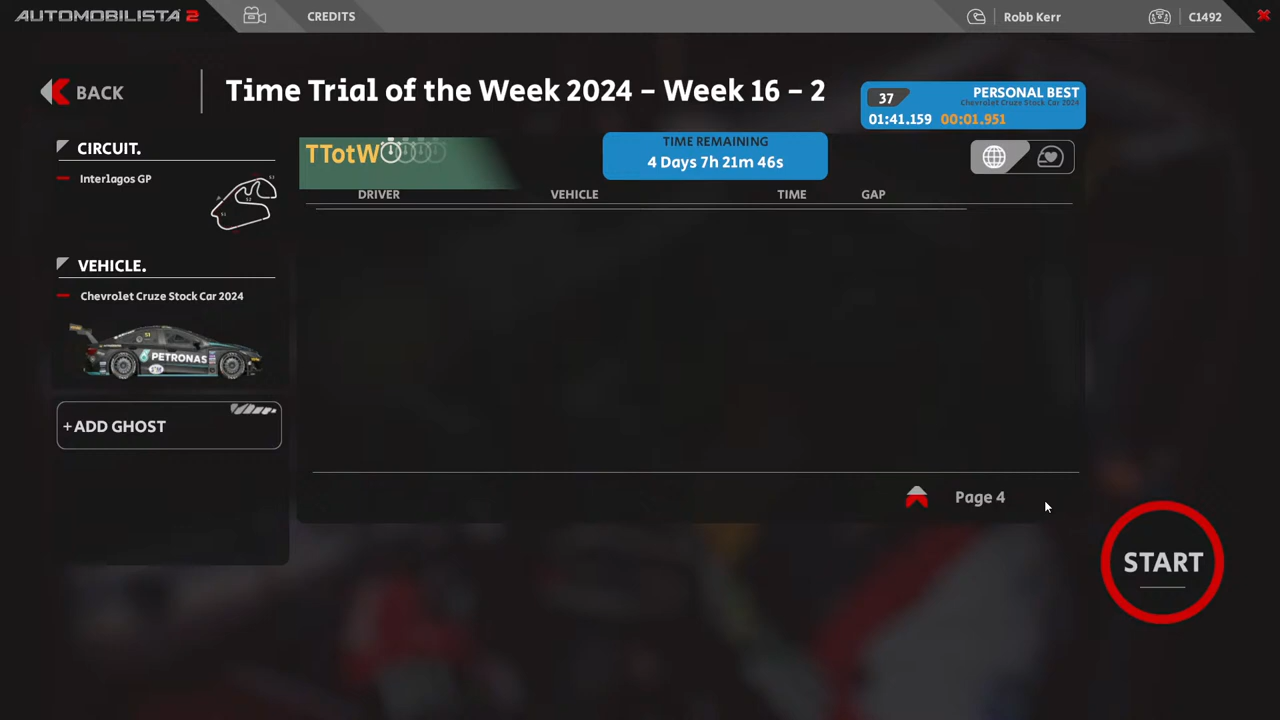 AUTOMOBILISTA 2
CREDITS
Robb Kerr
C1492
BACK
Time Trial of the Week 2024 – Week 16 – 2
37
PERSONAL BEST
Chevrolet Cruze Stock Car 2024
01:41.159 00:01.951
CIRCUIT.
Interlagos GP
TTotW
TIME REMAINING
4 Days 7h 21m 46s
DRIVER VEHICLE TIME GAP
VEHICLE.
Chevrolet Cruze Stock Car 2024
51
PETRONAS
+ADD GHOST
Page 4
START